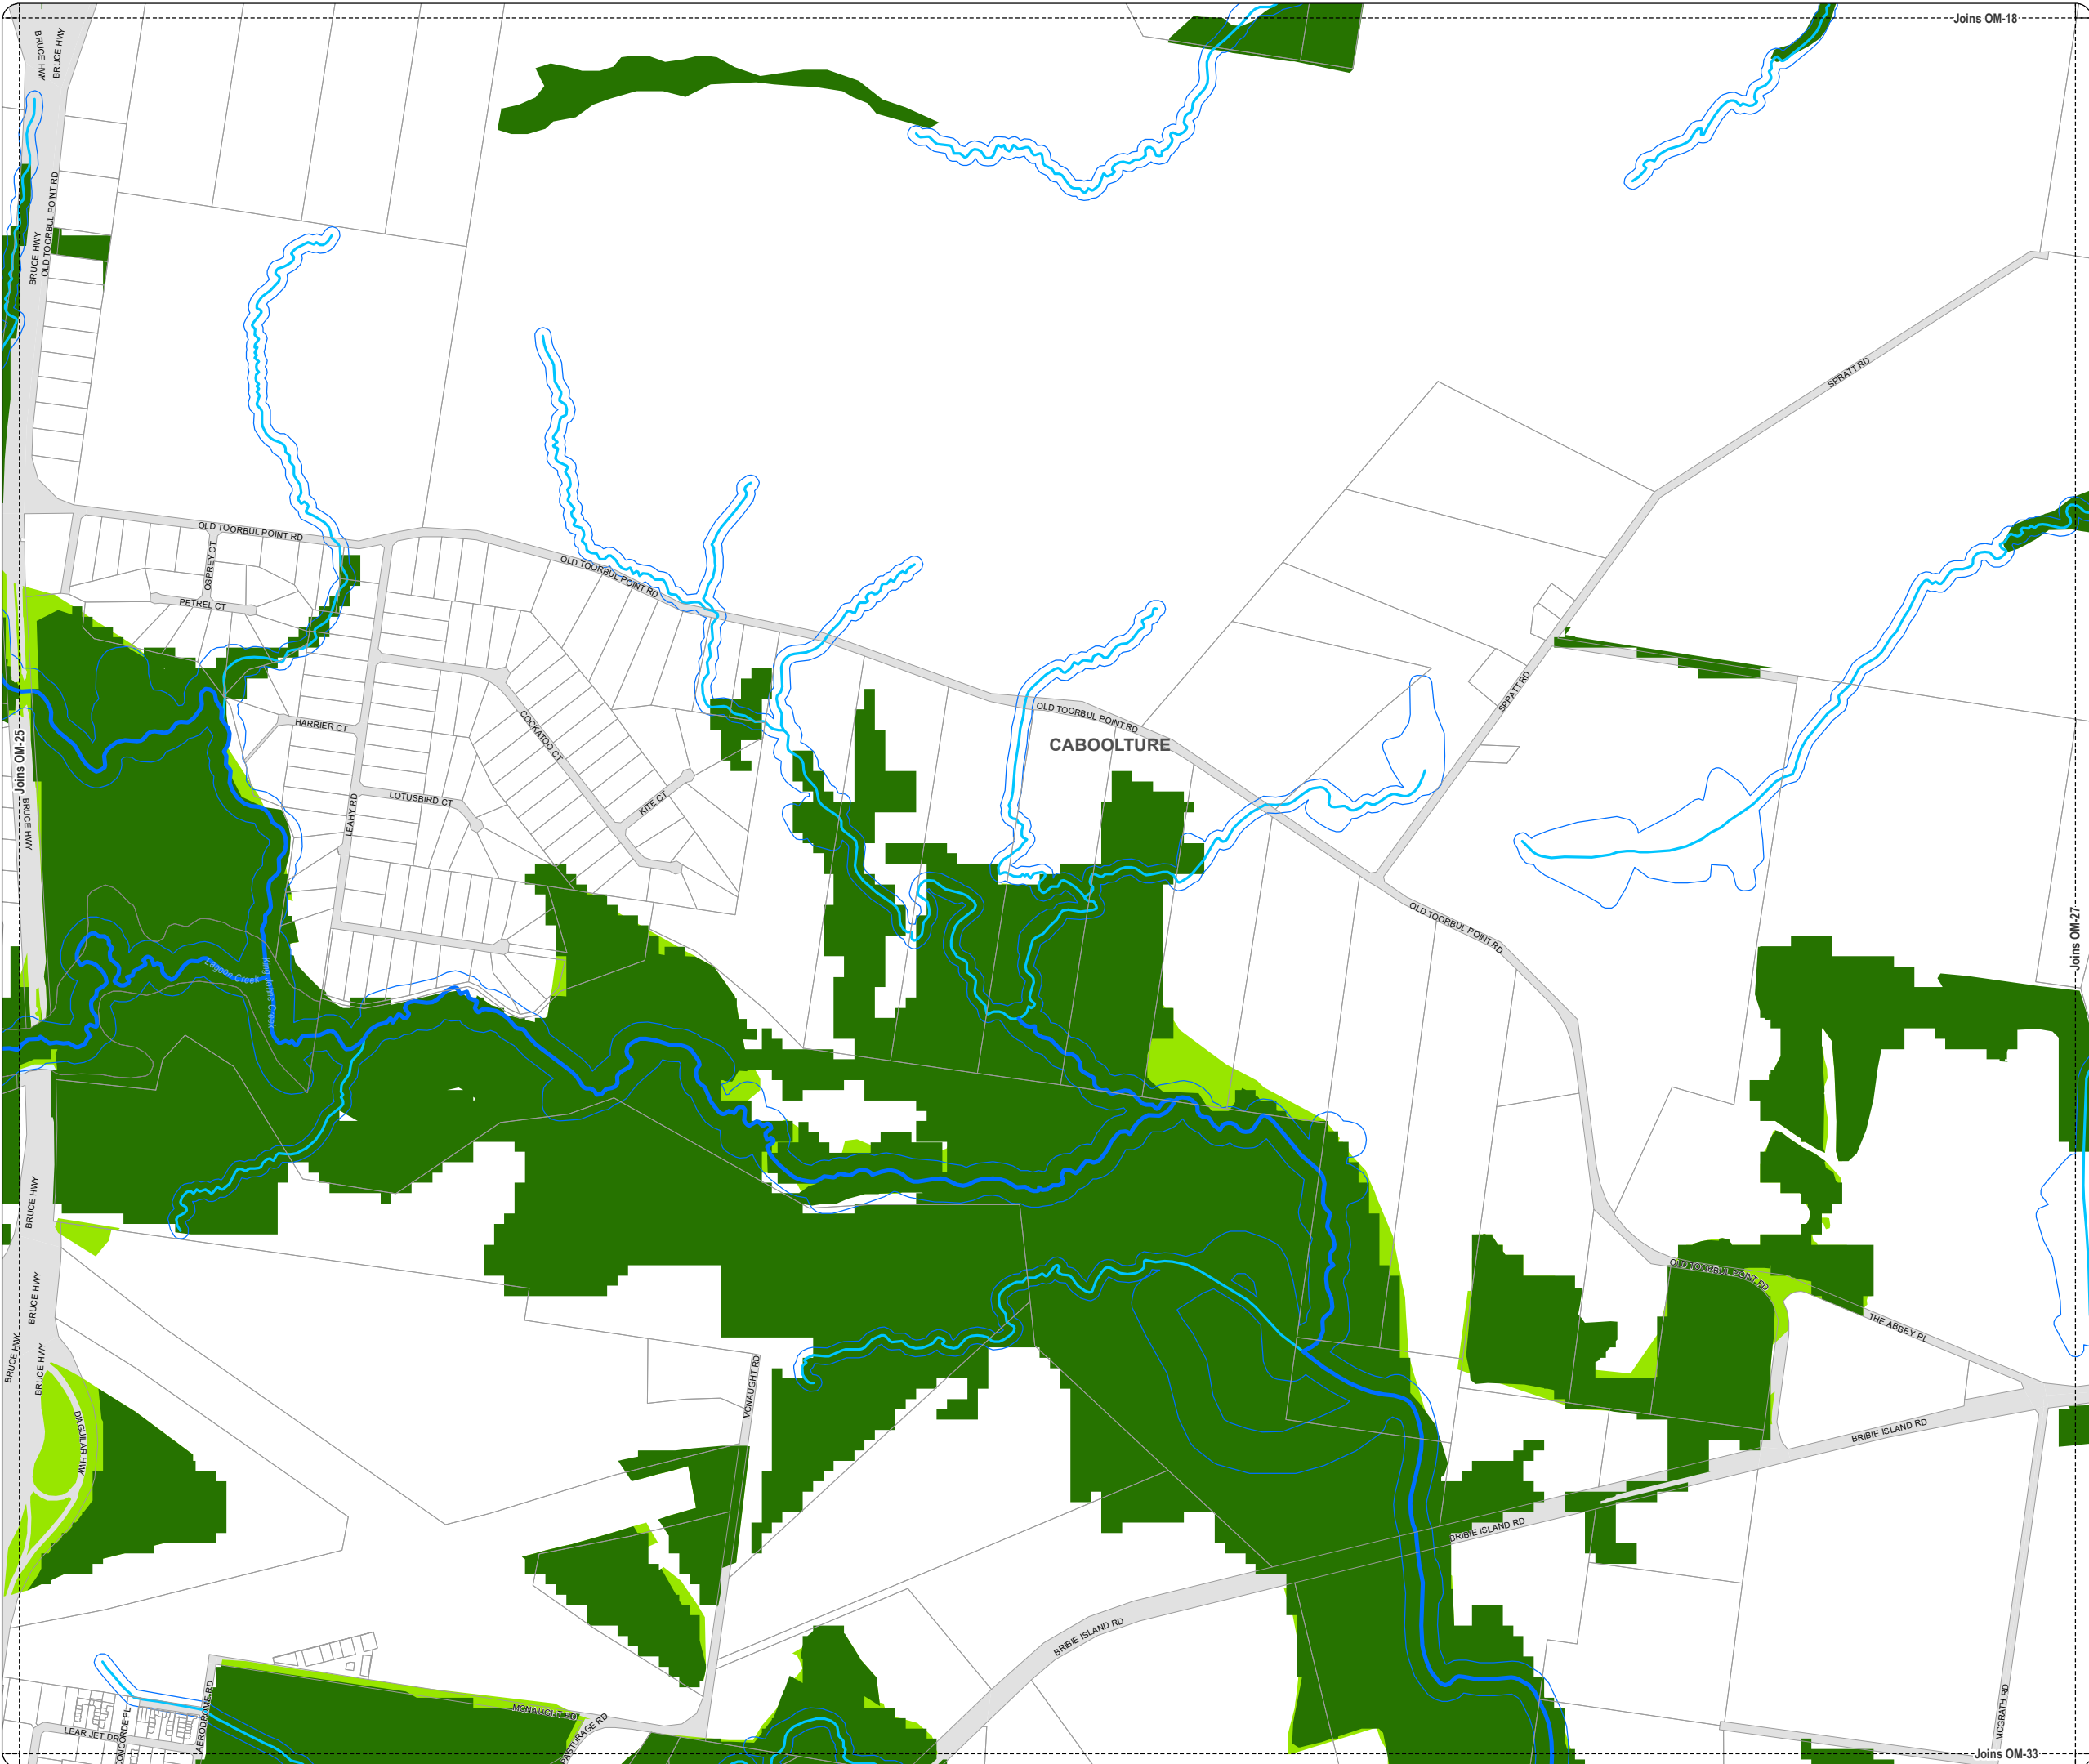 Joins OM-18
BRUCE HWY
BRUCE HWY
OLD TOORBUL POINT RD
BRUCE HWY
SPRATT RD
OLD TOORBUL POINT RD
OSPREY CT
OLD TOORBUL POINT RD
PETREL CT
SPRATT RD
OLD TOORBUL POINT RD
HARRIER CT
COCKATOO CT
CABOOLTURE
Joins OM-25
BRUCE HWY
LOTUSBIRD CT
KITE CT
LEAHY RD
OLD TOORBUL POINT RD
Joins OM-27
Lagoon Creek
King Johns Creek
BRUCE HWY
OLD TOORBUL POINT RD
BRUCE HWY
THE ABBEY PL
BRUCE HWY
BRUCE HWY
MCNAUGHT RD
D'AGUILAR HWY
BRIBIE ISLAND RD
BRIBIE ISLAND RD
BRIBIE ISLAND RD
MCNAUGHT RD
AERODROME RD
CONCORDE PL
LEAR JET DR
PASTURAGE RD
MCGRATH RD
Joins OM-33